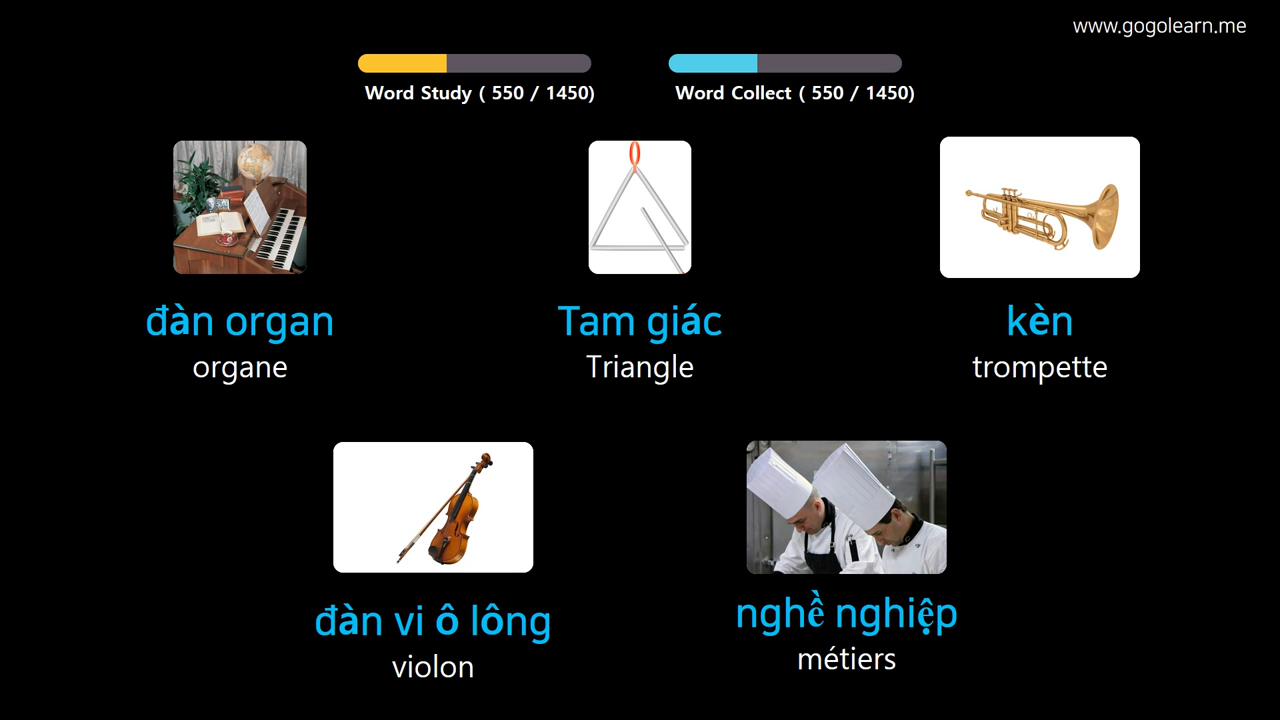 www.gogolearn.me
Word Study ( 550 / 1450)
Word Collect ( 550 / 1450)
đàn organ
organe
Tam giác
Triangle
kèn
trompette
đàn vi ô lông
violon
nghề nghiệp
métiers